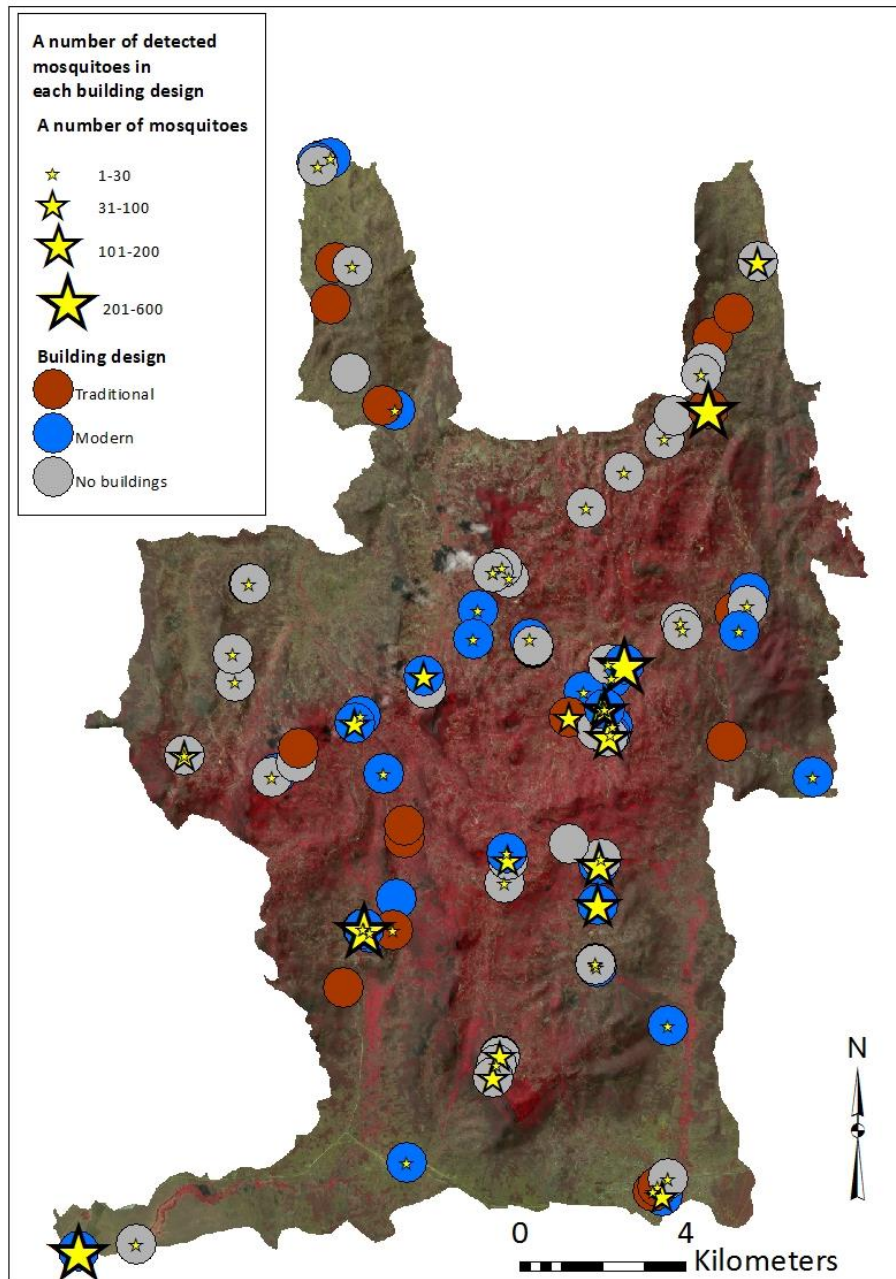 A number of detected
mosquitoes in
each building design
A number of mosquitoes
1-30
31-100
101-200
201-600
Building design
Traditional
Modern
No buildings
N
0 4
Kilometers